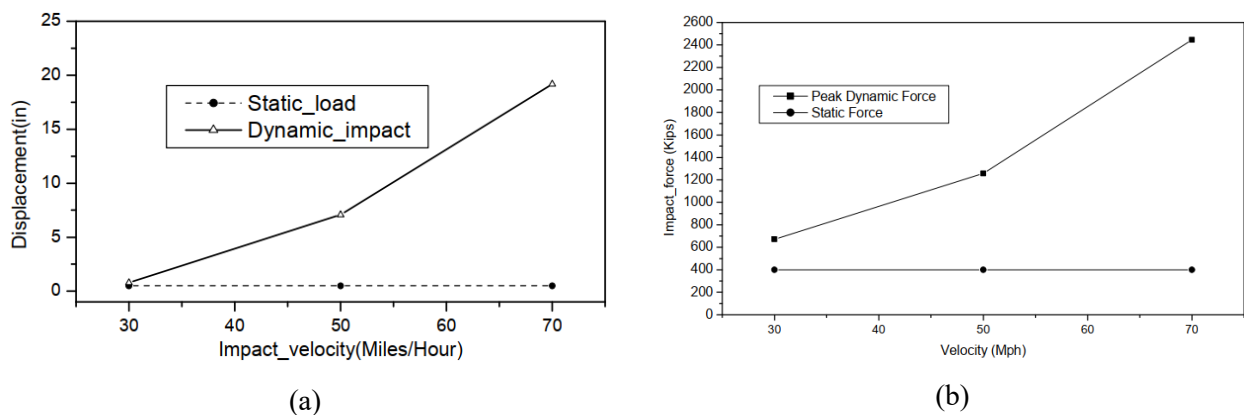 25
20
15
10
5
0
Displacement(in)
Static_load
Dynamic_impact
30 40 50 60 70
Impact_velocity(Miles/Hour)
(a)
2600
2400
2200
2000
1800
1600
1400
1200
1000
800
600
400
200
0
Impact_force (Kips)
Peak Dynamic Force
Static Force
30 40 50 60 70
Velocity (Mph)
(b)